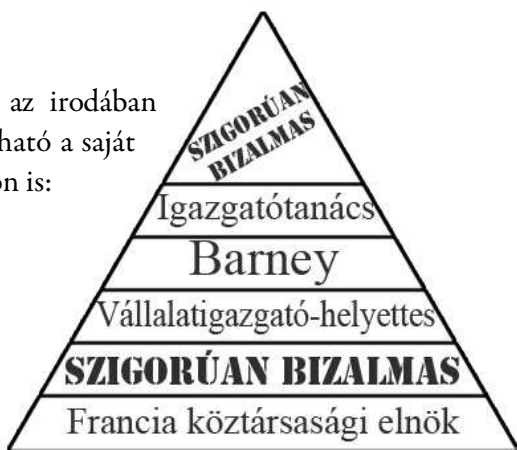 az irodában
ható a saját
on is:
SZIGORÚAN
BIZALMAS
Igazgatótanács
Barney
Vállalatigazgató-helyettes
SZIGORÚAN BIZALMAS
Francia köztársasági elnök